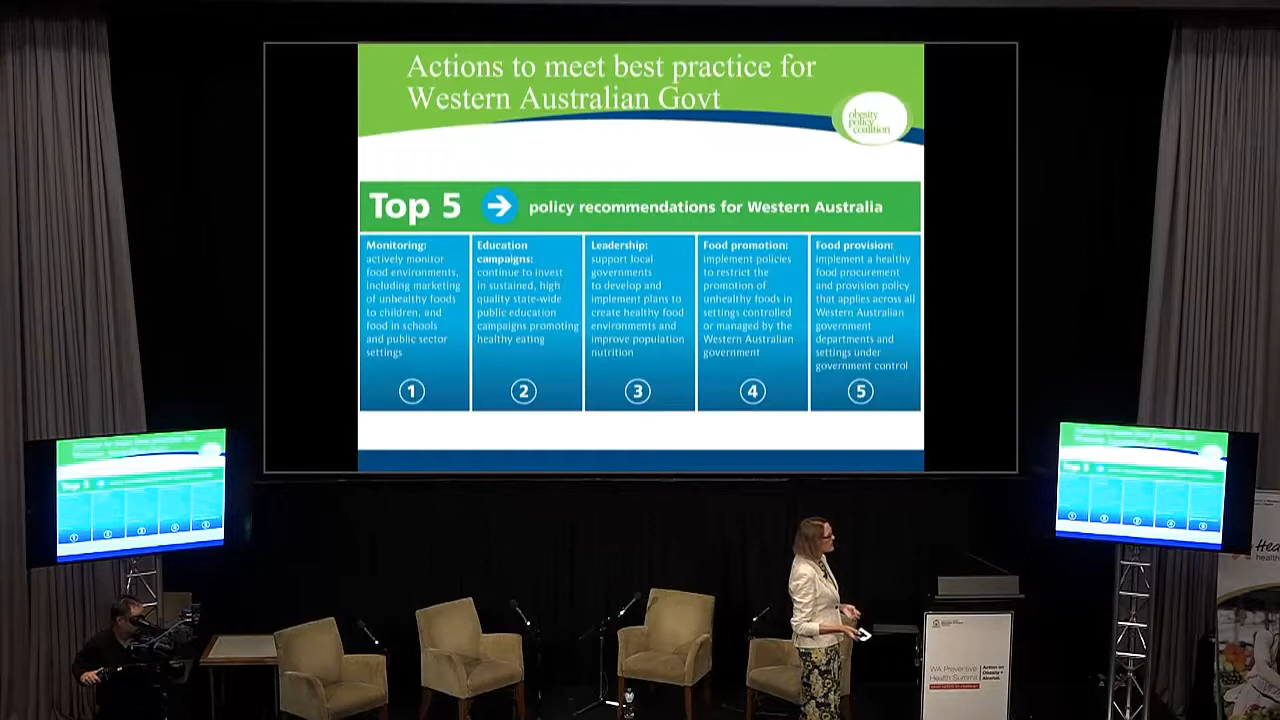 Actions to meet best practice for
Western Australian Govt
obesity
policy
coalition
Top 5
policy recommendations for Western Australia
Monitoring:
actively monitor
food environments,
including marketing
of unhealthy foods
to children, and
food in schools
and public sector
settings
1
Education
campaigns:
continue to invest
in sustained, high
quality state-wide
public education
campaigns promoting
healthy eating
2
Leadership:
support local
governments
to develop and
implement plans to
create healthy food
environments and
improve population
nutrition
3
Food promotion:
implement policies
to restrict the
promotion of
unhealthy foods in
settings controlled
or managed by the
Western Australian
government
4
Food provision:
implement a healthy
food procurement
and provision policy
that applies across all
Western Australian
government
departments and
settings under
government control
5
WA Preventive
Health Summit
Action on
Obesity +
Alcohol.